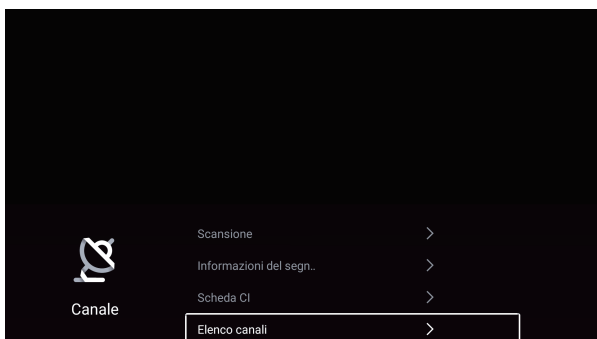 Scansione
Informazioni del segn..
Scheda CI
Canale
Elenco canali